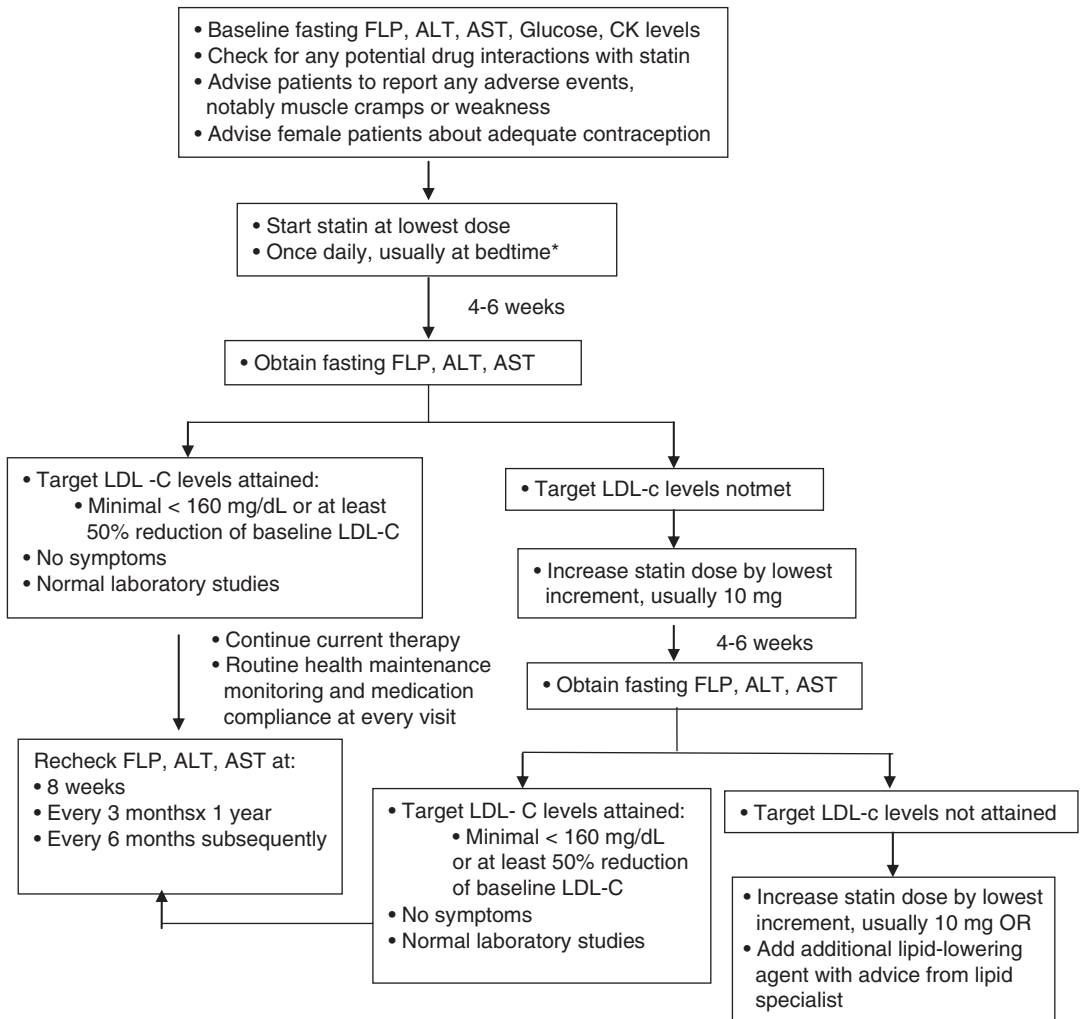 • Baseline fasting FLP, ALT, AST, Glucose, CK levels
• Check for any potential drug interactions with statin
• Advise patients to report any adverse events,
notably muscle cramps or weakness
• Advise female patients about adequate contraception
• Start statin at lowest dose
• Once daily, usually at bedtime*
4-6 weeks
• Obtain fasting FLP, ALT, AST
• Target LDL -C levels attained:
• Minimal < 160 mg/dL or at least
50% reduction of baseline LDL-C
• No symptoms
• Normal laboratory studies
• Target LDL-c levels notmet
• Increase statin dose by lowest
increment, usually 10 mg
• Continue current therapy
• Routine health maintenance
monitoring and medication
compliance at every visit
4-6 weeks
• Obtain fasting FLP, ALT, AST
Recheck FLP, ALT, AST at:
• 8 weeks
• Every 3 monthsx 1 year
• Every 6 months subsequently
• Target LDL- C levels attained:
• Minimal < 160 mg/dL
or at least 50% reduction
of baseline LDL-C
• No symptoms
• Normal laboratory studies
• Target LDL-c levels not attained
• Increase statin dose by lowest
increment, usually 10 mg OR
• Add additional lipid-lowering
agent with advice from lipid
specialist